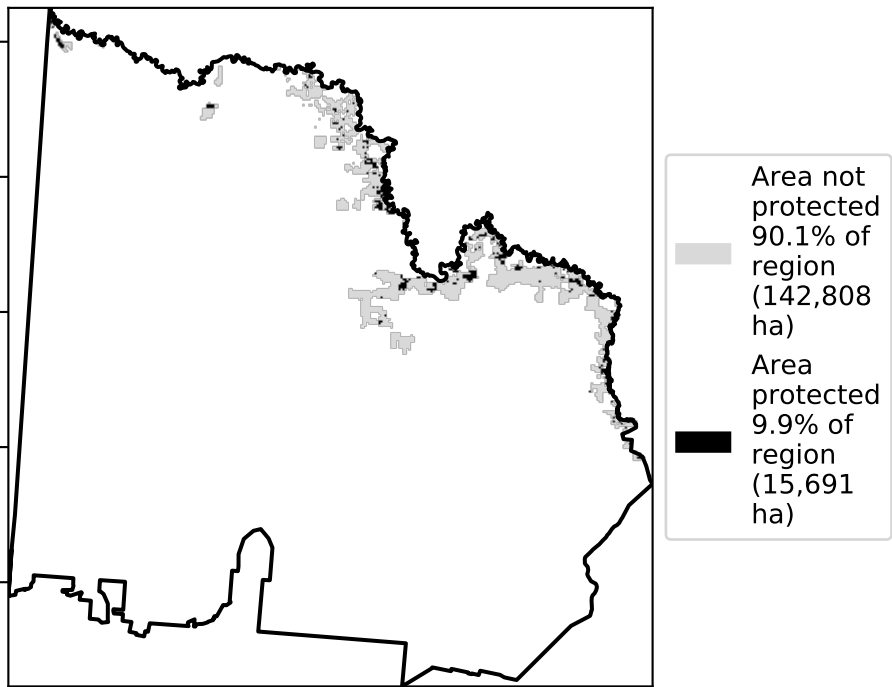 Area not
protected
90.1% of
region
(142,808
ha)
Area
protected
9.9% of
region
(15,691
ha)